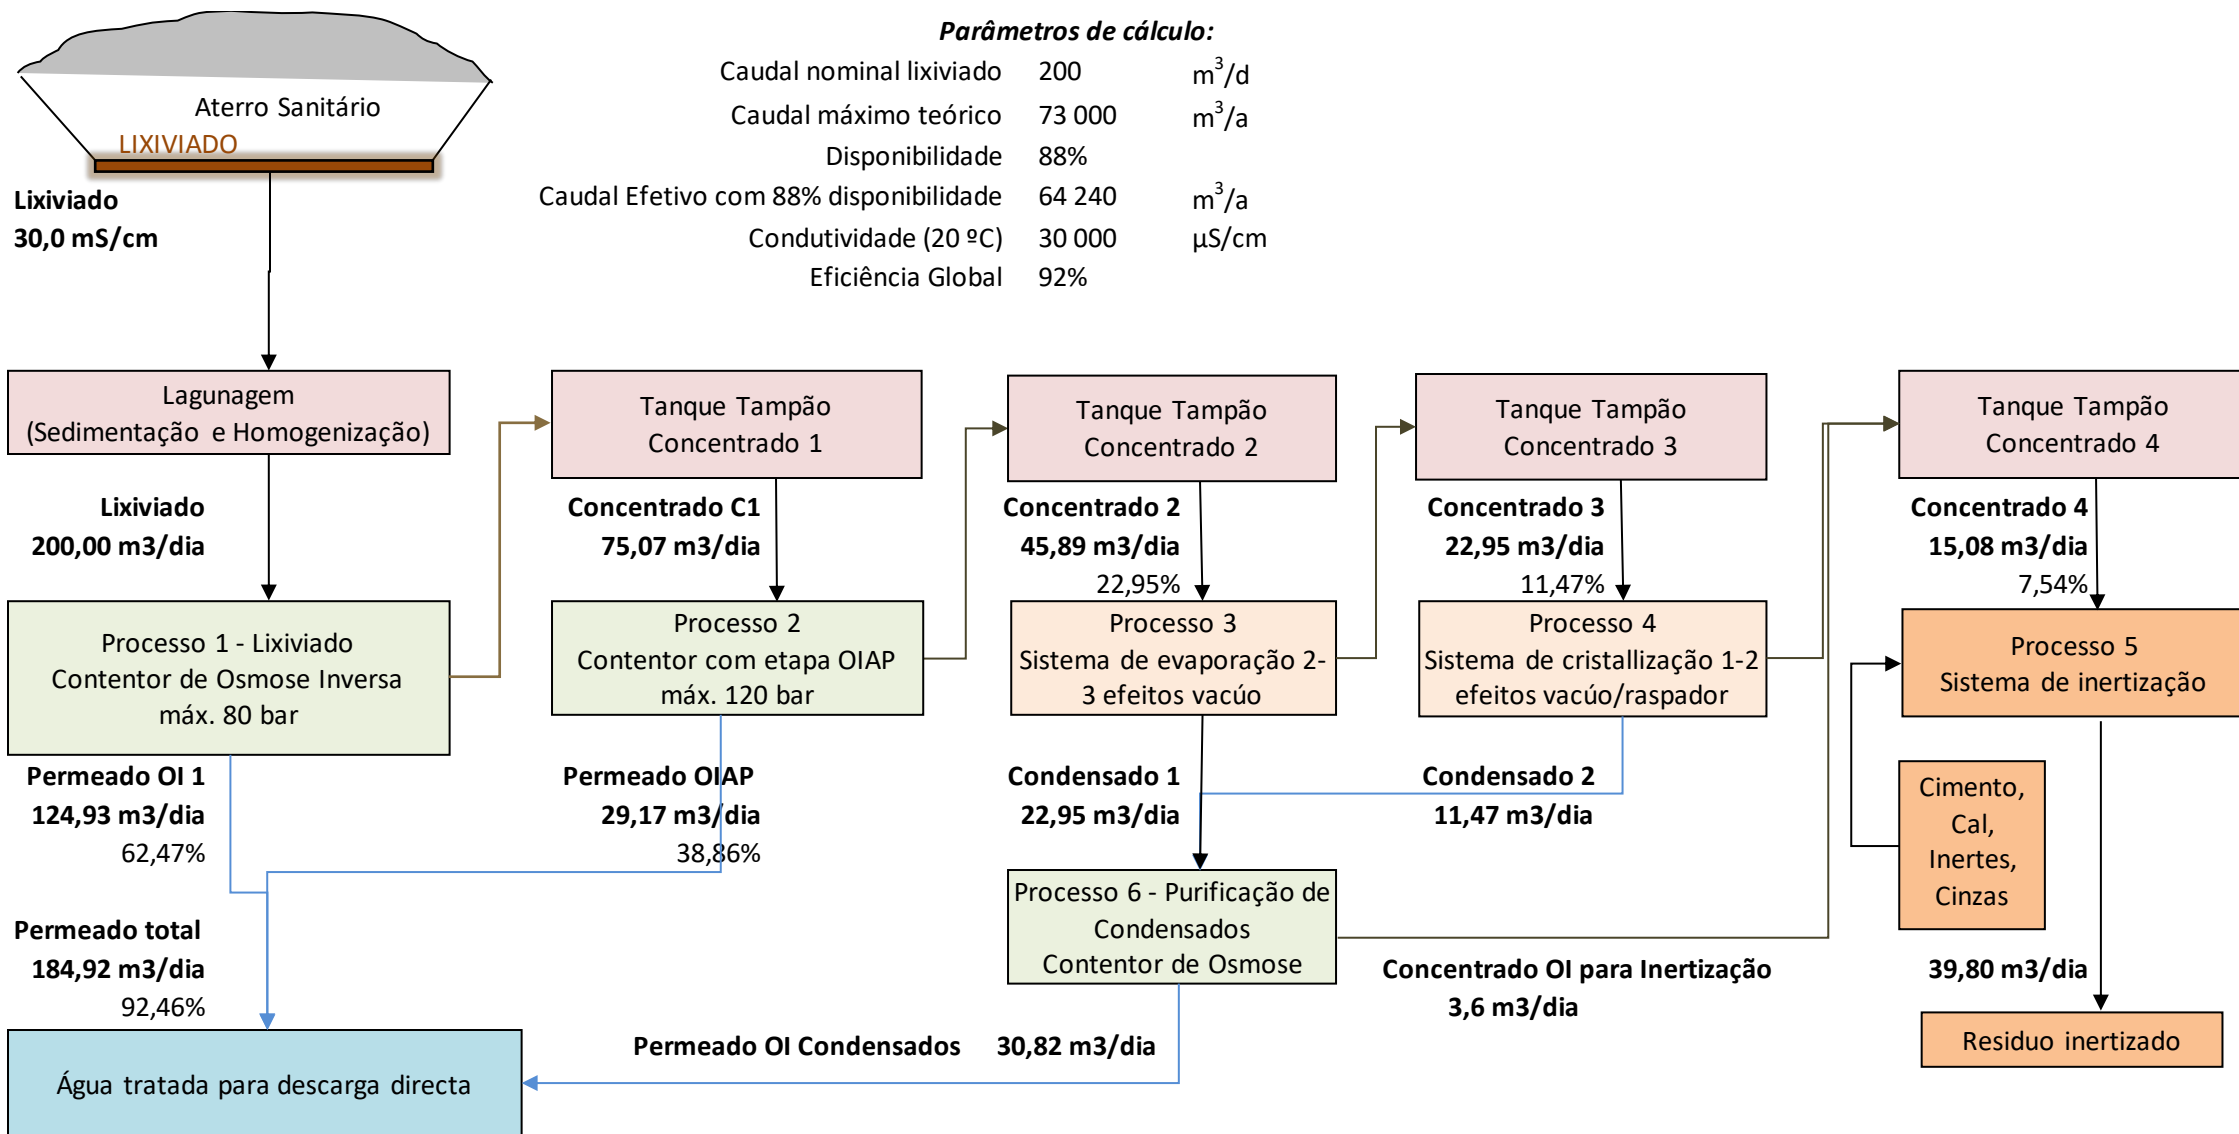 Parâmetros de cálculo:
Caudal nominal lixiviado 200 m³/d
Caudal máximo teórico 73 000 m³/a
Disponibilidade 88%
Caudal Efetivo com 88% disponibilidade 64 240 m³/a
Condutividade (20 ºC) 30 000 µS/cm
Eficiência Global 92%
Aterro Sanitário
LIXIVIADO
Lixiviado
30,0 mS/cm
Lagunagem
(Sedimentação e Homogenização)
Tanque Tampão
Concentrado 1
Tanque Tampão
Concentrado 2
Tanque Tampão
Concentrado 3
Tanque Tampão
Concentrado 4
Lixiviado
200,00 m3/dia
Concentrado C1
75,07 m3/dia
Concentrado 2
45,89 m3/dia
22,95%
Concentrado 3
22,95 m3/dia
11,47%
Concentrado 4
15,08 m3/dia
7,54%
Processo 1 - Lixiviado
Contentor de Osmose Inversa
máx. 80 bar
Processo 2
Contentor com etapa OIAP
máx. 120 bar
Processo 3
Sistema de evaporação 2-
3 efeitos vacúo
Processo 4
Sistema de cristallização 1-2
efeitos vacúo/raspador
Processo 5
Sistema de inertização
Permeado OI 1
124,93 m3/dia
62,47%
Permeado OIAP
29,17 m3/dia
38,86%
Condensado 1
22,95 m3/dia
Condensado 2
11,47 m3/dia
Cimento,
Cal,
Inertes,
Cinzas
Processo 6 - Purificação de
Condensados
Contentor de Osmose
Permeado total
184,92 m3/dia
92,46%
Concentrado OI para Inertização
3,6 m3/dia
39,80 m3/dia
Residuo inertizado
Permeado OI Condensados 30,82 m3/dia
Água tratada para descarga directa